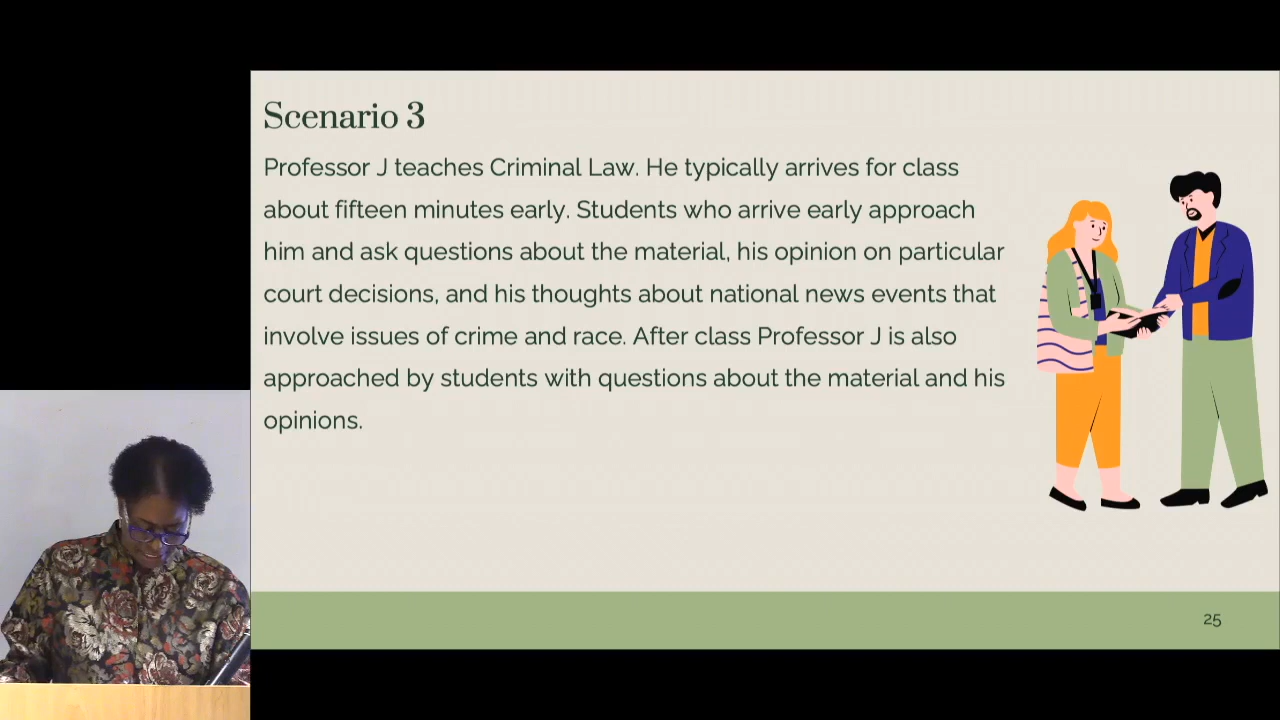 Scenario 3
Professor J teaches Criminal Law. He typically arrives for class
about fifteen minutes early. Students who arrive early approach
him and ask questions about the material, his opinion on particular
court decisions, and his thoughts about national news events that
involve issues of crime and race. After class Professor J is also
approached by students with questions about the material and his
opinions.
25